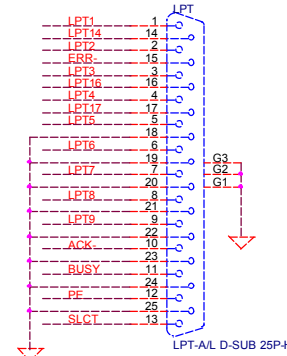 LPT
LPT1 1
LPT14 14
LPT2 2
ERR- 15
LPT3 3
LPT16 16
LPT4 4
LPT17 17
LPT5 5
18
LPT6 6
19 G3
LPT7 7 G2
20 G1
LPT8 8
21
LPT9 9
22
ACK- 10
23
BUSY 11
24
PE 12
25
SLCT 13
LPT-A/L D-SUB 25P-H